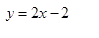 y = 2x − 2